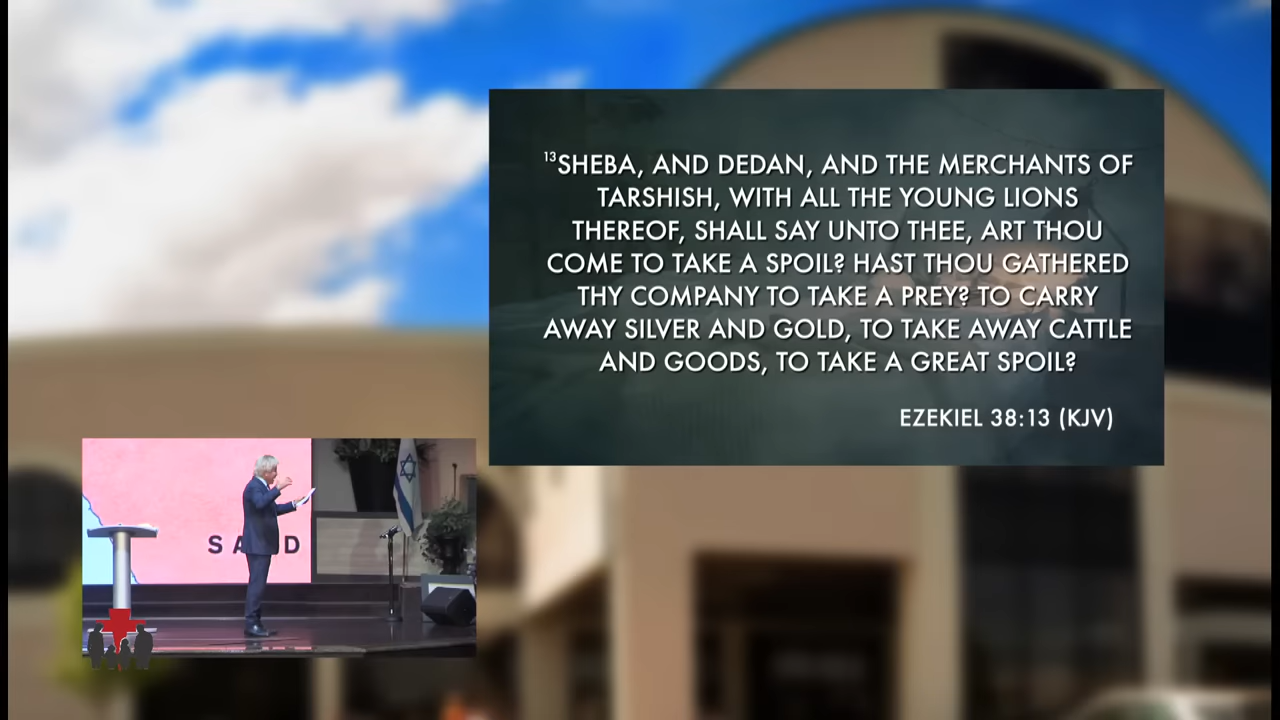 ¹³SHEBA, AND DEDAN, AND THE MERCHANTS OF
TARSHISH, WITH ALL THE YOUNG LIONS
THEREOF, SHALL SAY UNTO THEE, ART THOU
COME TO TAKE A SPOIL? HAST THOU GATHERED
THY COMPANY TO TAKE A PREY? TO CARRY
AWAY SILVER AND GOLD, TO TAKE AWAY CATTLE
AND GOODS, TO TAKE A GREAT SPOIL?
EZEKIEL 38:13 (KJV)